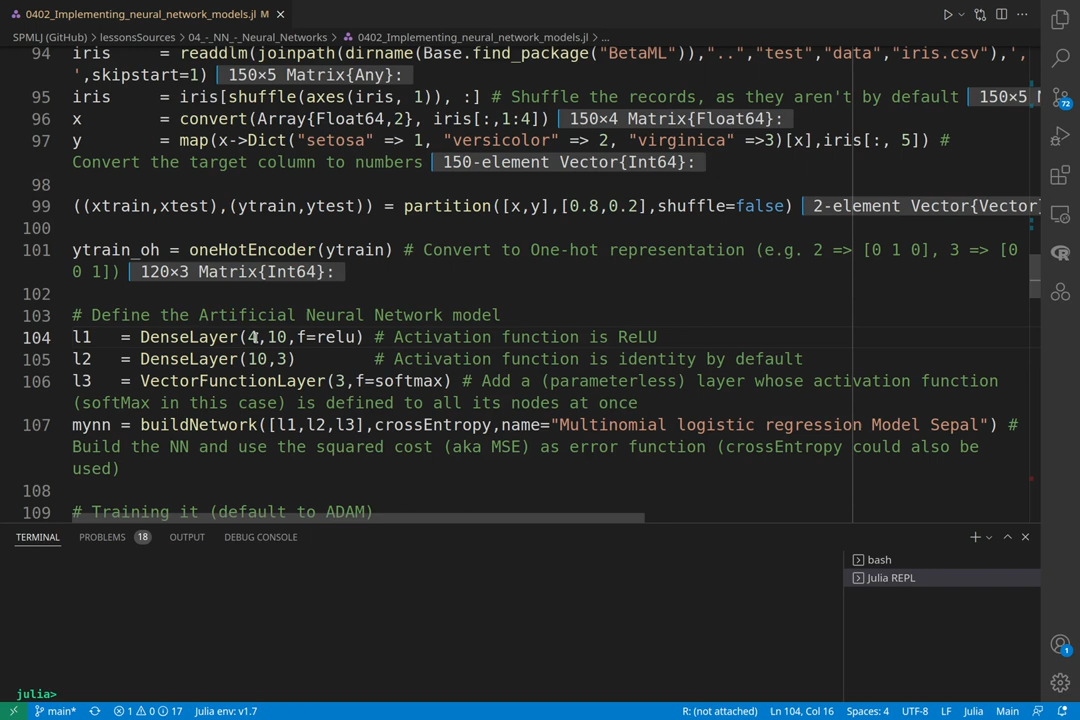 0402_Implementing_neural_network_models.jl M
SPMLJ (GitHub) > lessonsSources > 04_-_NN_-_Neural_Networks > 0402_Implementing_neural_network_models.jl > ...
94 iris     = readdlm(joinpath(dirname(Base.find_package("BetaML")),"..","test","data","iris.csv"),',
',skipstart=1) 150×5 Matrix{Any}:
95 iris     = iris[shuffle(axes(iris, 1)), :] # Shuffle the records, as they aren't by default 150×5 M
96 x        = convert(Array{Float64,2}, iris[:,1:4]) 150×4 Matrix{Float64}:
97 y        = map(x->Dict("setosa" => 1, "versicolor" => 2, "virginica" =>3)[x],iris[:, 5]) #
Convert the target column to numbers 150-element Vector{Int64}:
98
99 ((xtrain,xtest),(ytrain,ytest)) = partition([x,y],[0.8,0.2],shuffle=false) 2-element Vector{Vector}
100
101 ytrain_oh = oneHotEncoder(ytrain) # Convert to One-hot representation (e.g. 2 => [0 1 0], 3 => [0
0 1]) 120×3 Matrix{Int64}:
102
103 # Define the Artificial Neural Network model
104 l1   = DenseLayer(4,10,f=relu) # Activation function is ReLU
105 l2   = DenseLayer(10,3)        # Activation function is identity by default
106 l3   = VectorFunctionLayer(3,f=softmax) # Add a (parameterless) layer whose activation function
(softMax in this case) is defined to all its nodes at once
107 mynn = buildNetwork([l1,l2,l3],crossEntropy,name="Multinomial logistic regression Model Sepal") #
Build the NN and use the squared cost (aka MSE) as error function (crossEntropy could also be
used)
108
109 # Training it (default to ADAM)
TERMINAL PROBLEMS 18 OUTPUT DEBUG CONSOLE
bash
Julia REPL
julia>
72
1
main* 1 0 17 Julia env: v1.7 R: (not attached) Ln 104, Col 16 Spaces: 4 UTF-8 LF Julia Main